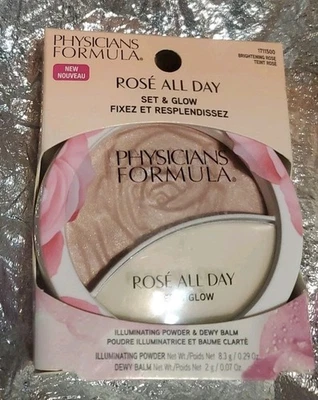 PHYSICIANS
FORMULA®
NEW
NOUVEAU
1711500
BRIGHTENING ROSE
TEINT ROSÉ
ROSÉ ALL DAY
SET & GLOW
FIXEZ ET RESPLENDISSEZ
PHYSICIANS
FORMULA®
ROSÉ ALL DAY
GLOW
ILLUMINATING POWDER & DEWY BALM
POUDRE ILLUMINATRICE ET BAUME CLARTÉ
ILLUMINATING POWDER Net Wt./Poids Net 8.3 g / 0.29 Oz.
DEWY BALM Net Wt./Poids Net 2 g / 0.07 Oz.